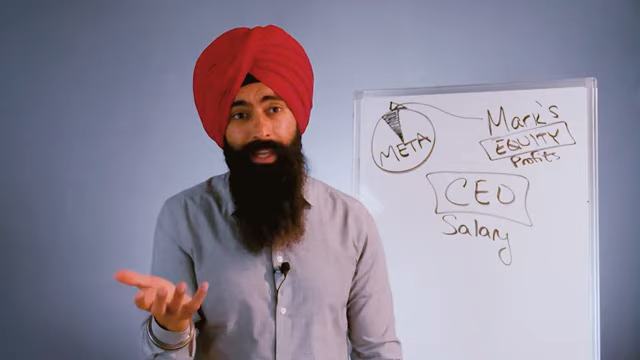 META
Mark's
EQUITY
Profits
CEO
Salary